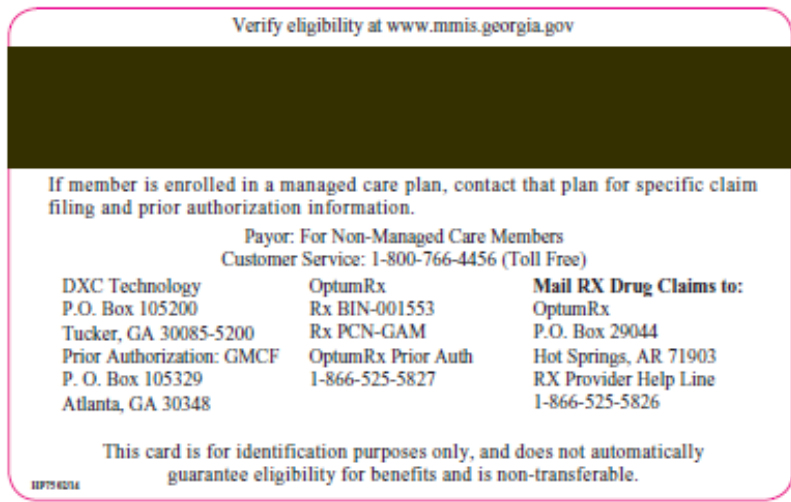 Verify eligibility at www.mmis.georgia.gov
If member is enrolled in a managed care plan, contact that plan for specific claim
filing and prior authorization information.
Payor: For Non-Managed Care Members
Customer Service: 1-800-766-4456 (Toll Free)
DXC Technology
P.O. Box 105200
Tucker, GA 30085-5200
Prior Authorization: GMCF
P. O. Box 105329
Atlanta, GA 30348
OptumRx
Rx BIN-001553
Rx PCN-GAM
OptumRx Prior Auth
1-866-525-5827
Mail RX Drug Claims to:
OptumRx
P.O. Box 29044
Hot Springs, AR 71903
RX Provider Help Line
1-866-525-5826
This card is for identification purposes only, and does not automatically
guarantee eligibility for benefits and is non-transferable.